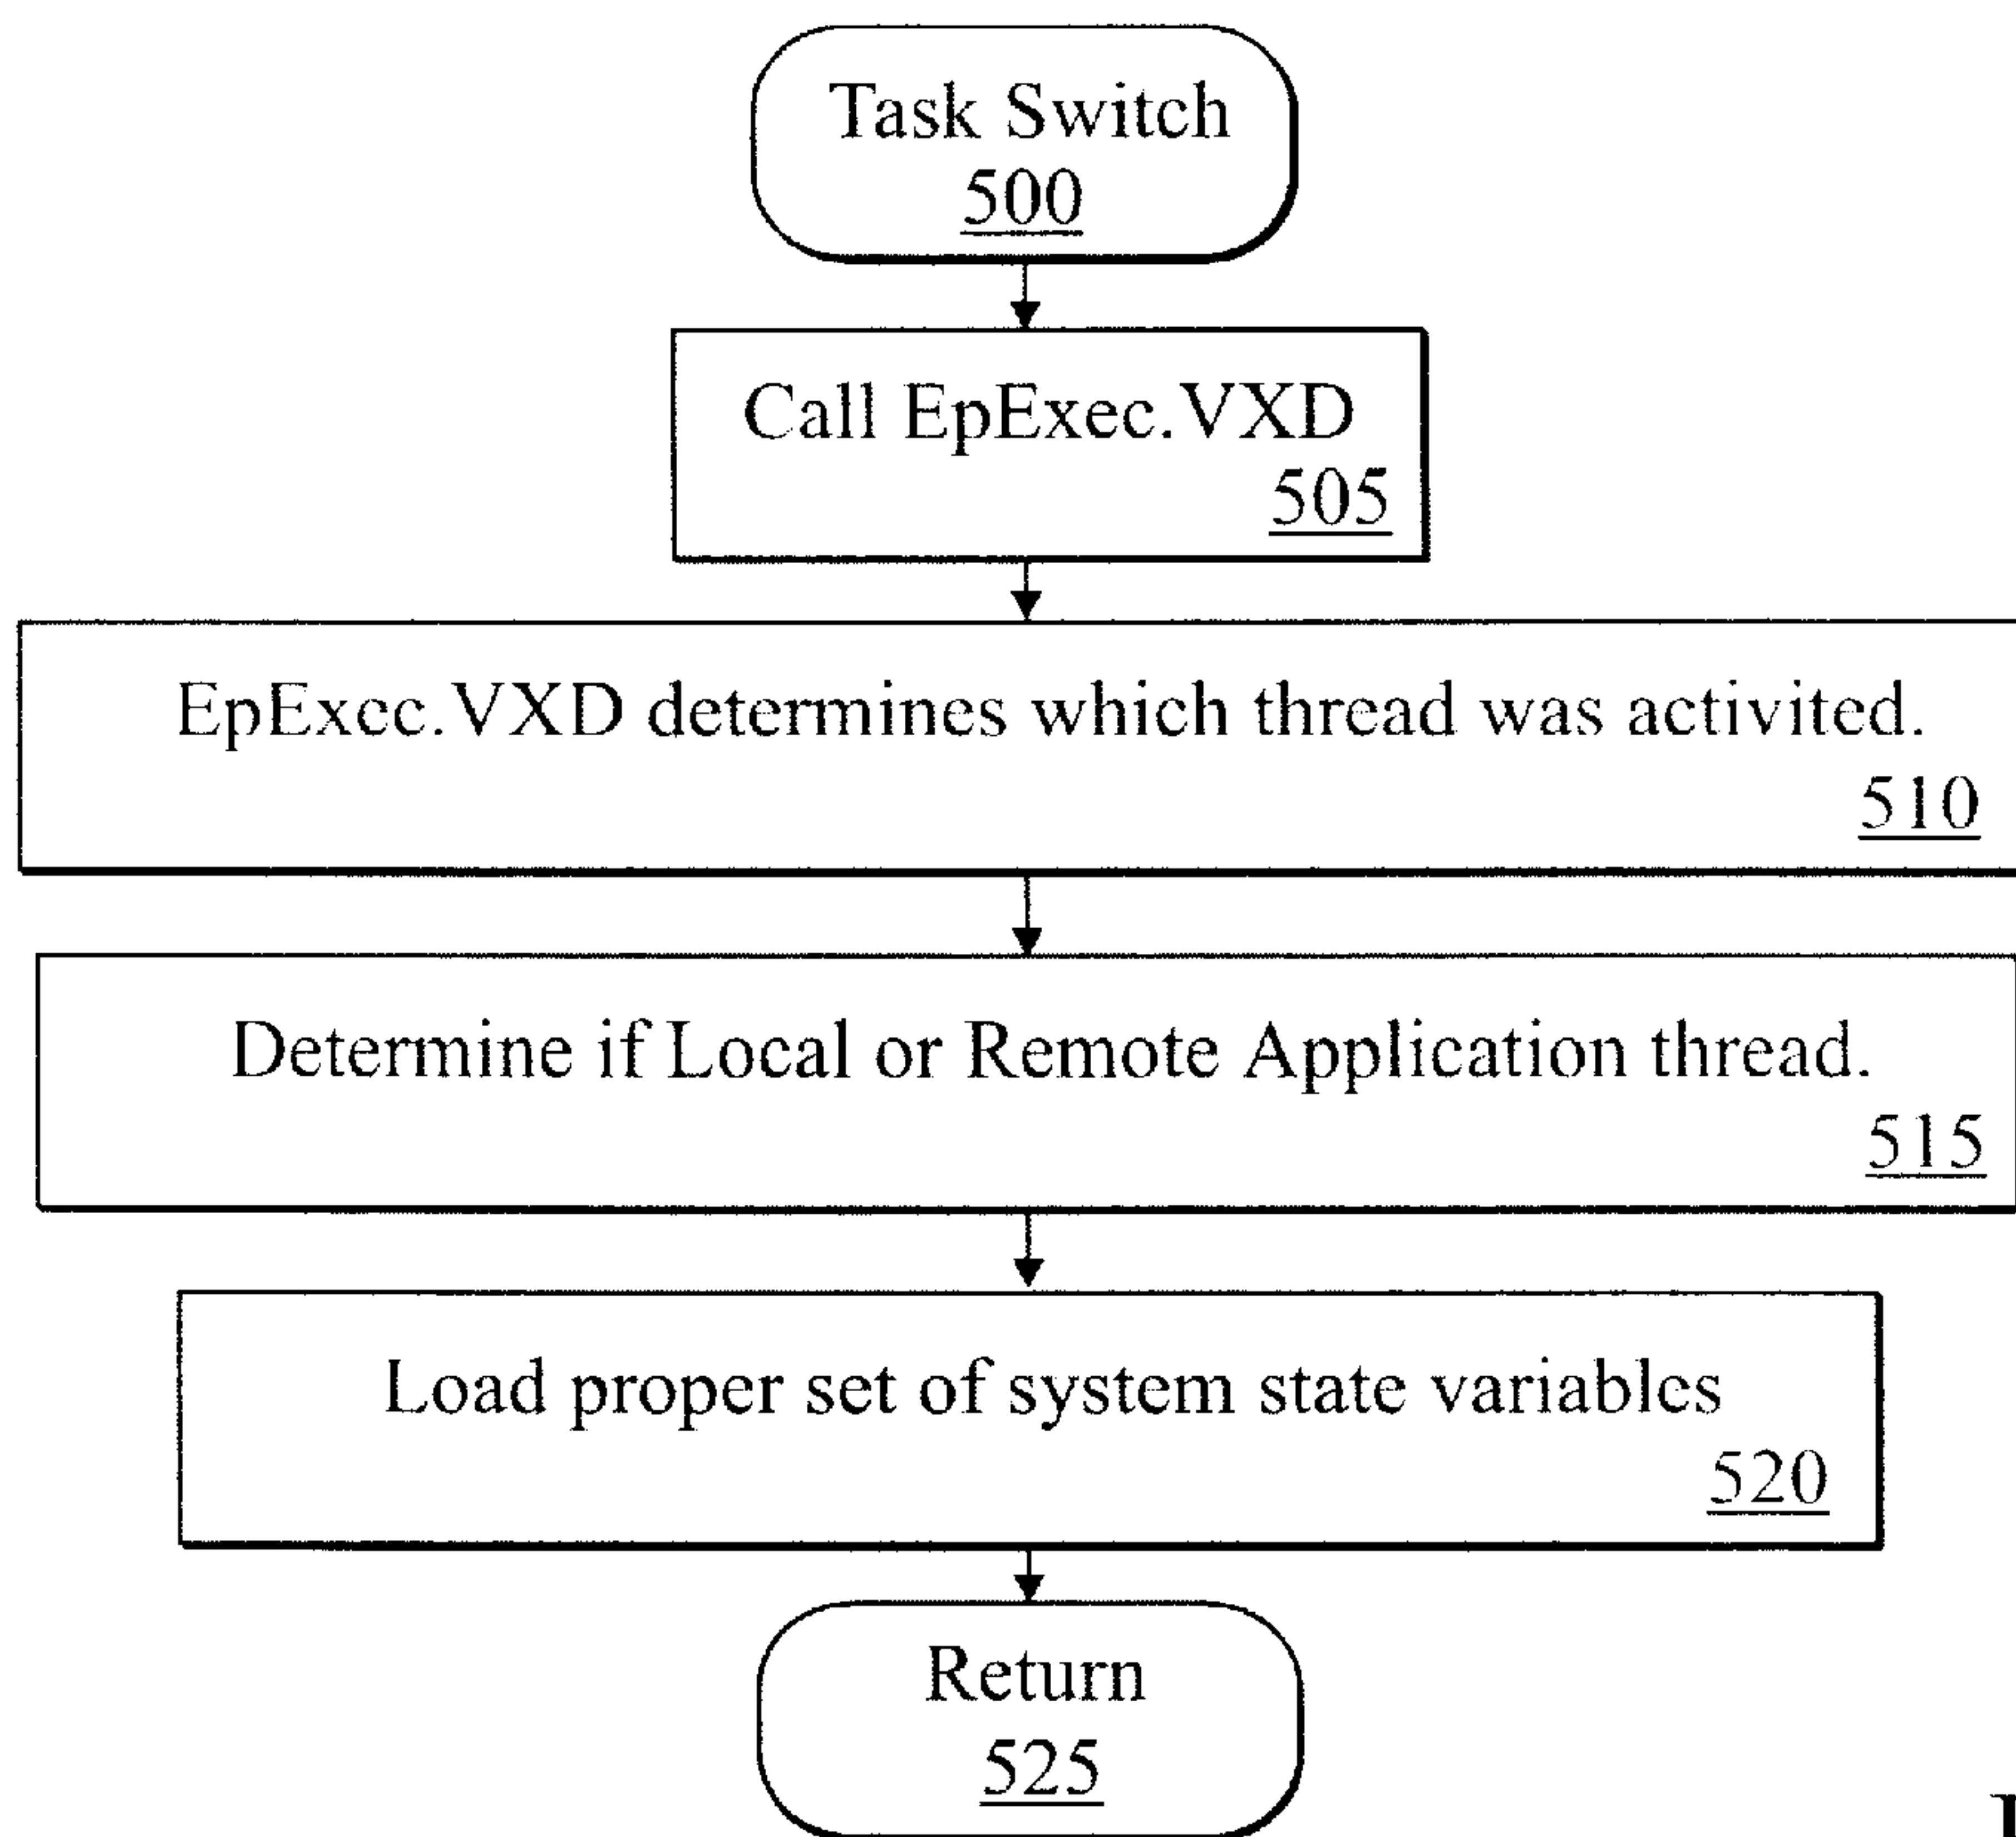 Task Switch
500
Call EpExec.VXD
505
EpExec.VXD determines which thread was activited.
510
Determine if Local or Remote Application thread.
515
Load proper set of system state variables
520
Return
525